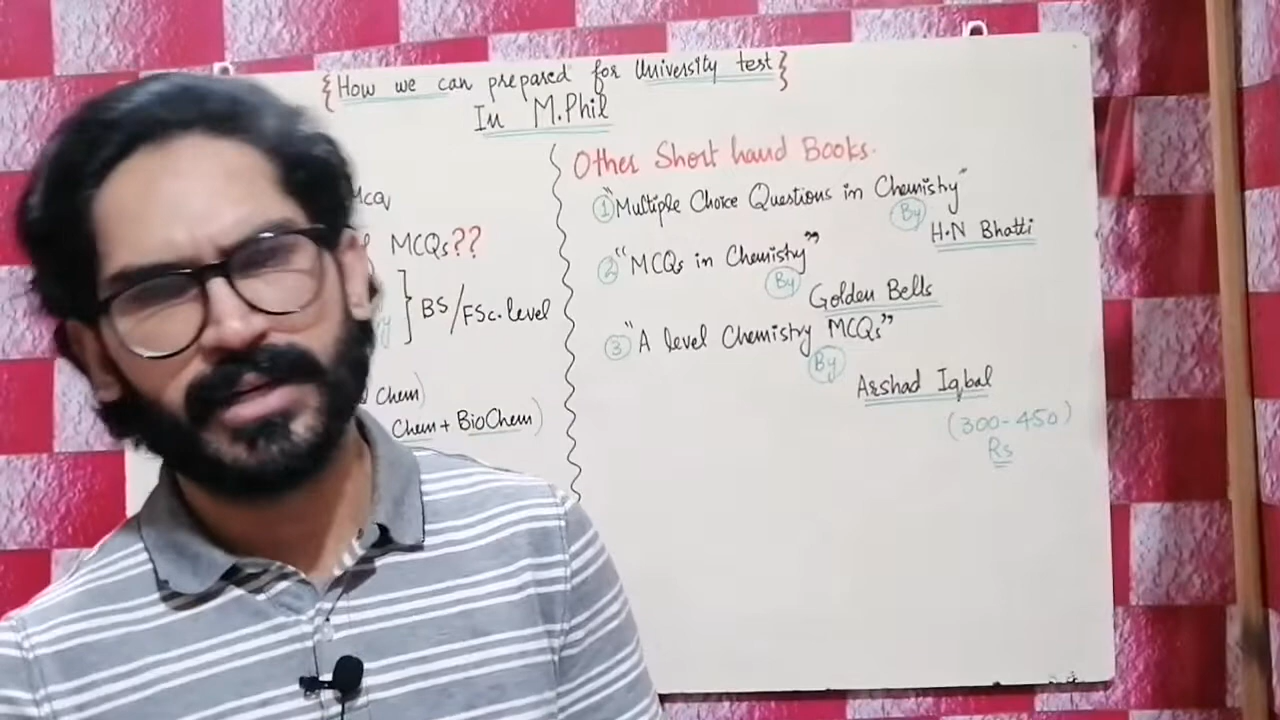 {How we can prepared for University test}
In M.Phil
MCQs??
BS/FSc. level
Chem)
Chem + BioChem)
Other Short hand Books.
① "Multiple Choice Questions in Chemistry"
By
H.N Bhatti
② "MCQs in Chemistry"
By
Golden Bells
③ "A level Chemistry MCQs"
By
Arshad Iqbal
(300-450)
Rs